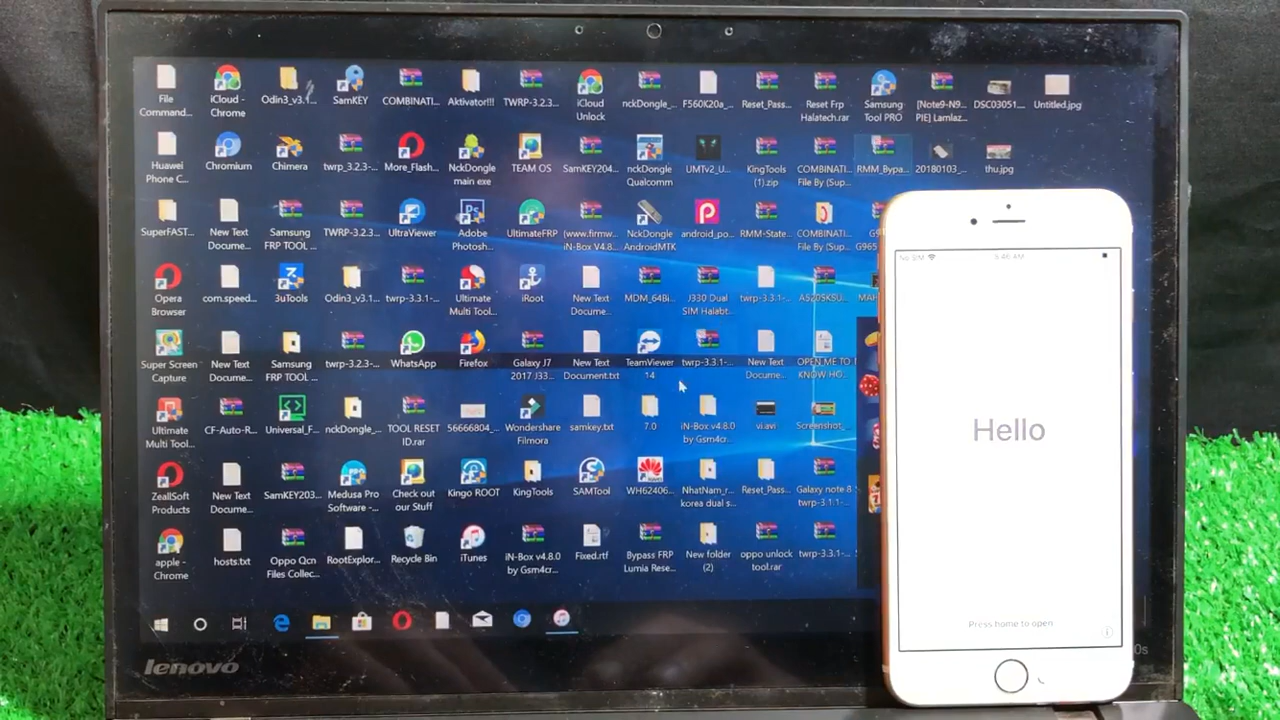 File
Command...
iCloud -
Chrome
Odin3_v3.1...
SamKEY
COMBINATI...
Aktivator!!!
TWRP-3.2.3...
iCloud
Unlock
nckDongle_...
F560K20a_...
Reset_Pass...
Reset Frp
Halatech.rar
Samsung
Tool PRO
[Note9-N9...
PIE] Lamlaz...
DSC03051...
Untitled.jpg
Huawei
Phone C...
Chromium
Chimera
twrp_3.2.3-...
More_Flash...
NckDongle
main exe
TEAM OS
SamKEY204...
nckDongle
Qualcomm
UMTv2_U...
KingTools
(1).zip
COMBINATI...
File By (Sup...
RMM_Bypa...
20180103_...
thu.jpg
SuperFAST...
New Text
Docume...
Samsung
FRP TOOL ...
TWRP-3.2...
UltraViewer
Adobe
Photosh...
UltimateFRP
(www.firmw...
iN-Box V4.8...
NckDongle
AndroidMTK
android_po...
RMM-State...
COMBINATI...
File By (Sup...
G965
Opera
Browser
com.speed...
3uTools
Odin3_v3.1...
twrp-3.3.1-...
Ultimate
Multi Tool...
iRoot
New Text
Docume...
MDM_64Bi...
J330 Dual
SIM Halabt...
twrp-3.3.1-...
A520SKSU...
MAH
Super Screen
Capture
New Text
Docume...
Samsung
FRP TOOL ...
twrp-3.2.3...
WhatsApp
Firefox
Galaxy J7
2017 J33...
New Text
Document.txt
TeamViewer
14
twrp-3.3.1-...
New Text
Docume...
OPEN ME TO
KNOW HO...
Ultimate
Multi Tool...
CF-Auto-R...
Universal_F...
nckDongle_...
TOOL RESET
ID.rar
56666804_...
Wondershare
Filmora
samkey.txt
7.0
iN-Box v4.8.0
by Gsm4cr...
vi.avi
Screenshot_...
ZeallSoft
Products
New Text
Docume...
SamKEY203...
Medusa Pro
Software -...
Check out
our Stuff
Kingo ROOT
KingTools
SAMTool
WH62406...
NhatNam_r...
korea dual s...
Reset_Pass...
Galaxy note 8
twrp-3.1.1-...
apple -
Chrome
hosts.txt
Oppo Qcn
Files Collec...
RootExplor...
Recycle Bin
iTunes
iN-Box v4.8.0
by Gsm4cr...
Fixed.rtf
Bypass FRP
Lumia Rese...
New folder
(2)
oppo unlock
tool.rar
twrp-3.3.1-...
No SIM
Hello
Press home to open
lenovo